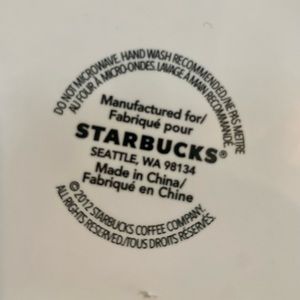 DO NOT MICROWAVE. HAND WASH RECOMMENDED./NE PAS METTRE
AU FOUR À MICRO-ONDES. LAVAGE À MAIN RECOMMANDÉ.
Manufactured for/
Fabriqué pour
STARBUCKS®
SEATTLE, WA 98134
Made in China/
Fabriqué en Chine
©2012 STARBUCKS COFFEE COMPANY.
ALL RIGHTS RESERVED./TOUS DROITS RÉSERVÉS.